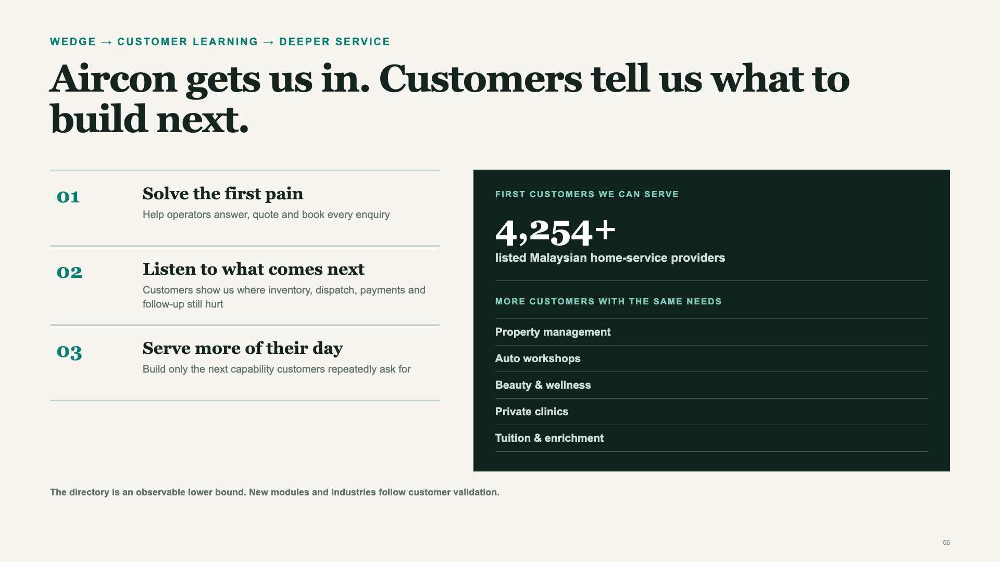 WEDGE → CUSTOMER LEARNING → DEEPER SERVICE
Aircon gets us in. Customers tell us what to
build next.
01
Solve the first pain
Help operators answer, quote and book every enquiry
02
Listen to what comes next
Customers show us where inventory, dispatch, payments and
follow-up still hurt
03
Serve more of their day
Build only the next capability customers repeatedly ask for
FIRST CUSTOMERS WE CAN SERVE
4,254+
listed Malaysian home-service providers
MORE CUSTOMERS WITH THE SAME NEEDS
Property management
Auto workshops
Beauty & wellness
Private clinics
Tuition & enrichment
The directory is an observable lower bound. New modules and industries follow customer validation.
06